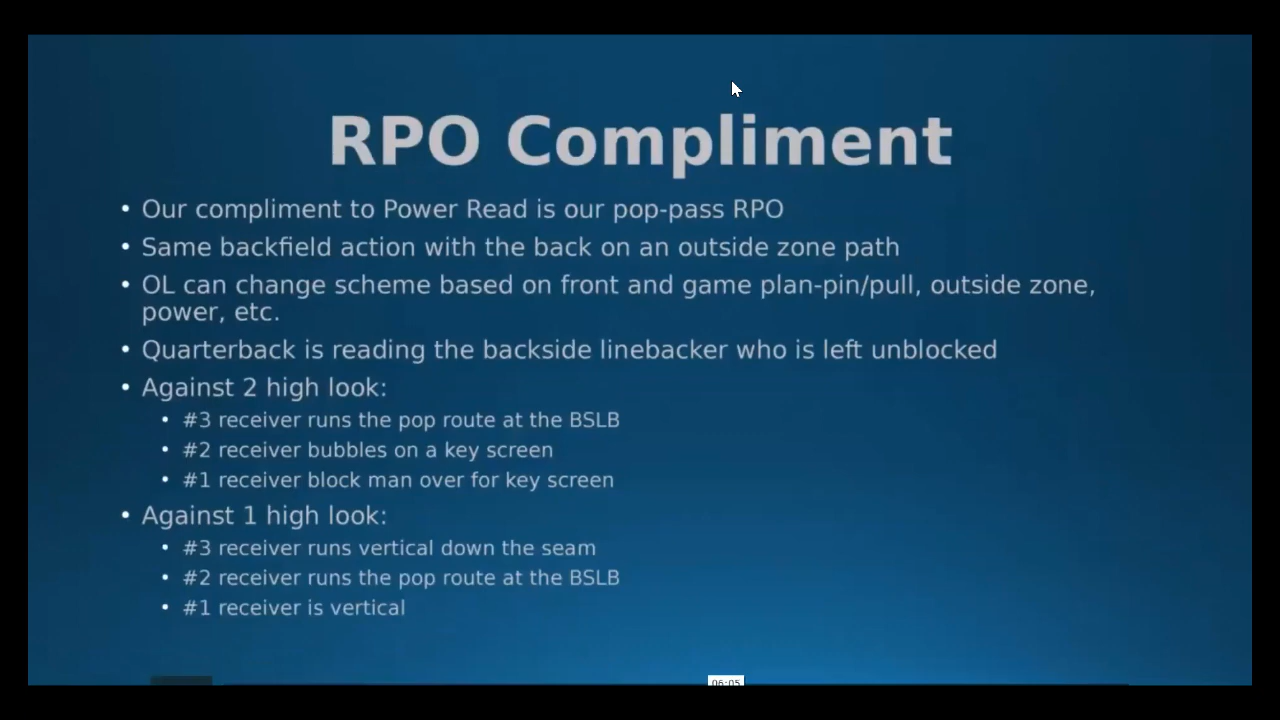 RPO Compliment
• Our compliment to Power Read is our pop-pass RPO
• Same backfield action with the back on an outside zone path
• OL can change scheme based on front and game plan-pin/pull, outside zone,
power, etc.
• Quarterback is reading the backside linebacker who is left unblocked
• Against 2 high look:
• #3 receiver runs the pop route at the BSLB
• #2 receiver bubbles on a key screen
• #1 receiver block man over for key screen
• Against 1 high look:
• #3 receiver runs vertical down the seam
• #2 receiver runs the pop route at the BSLB
• #1 receiver is vertical
06:05